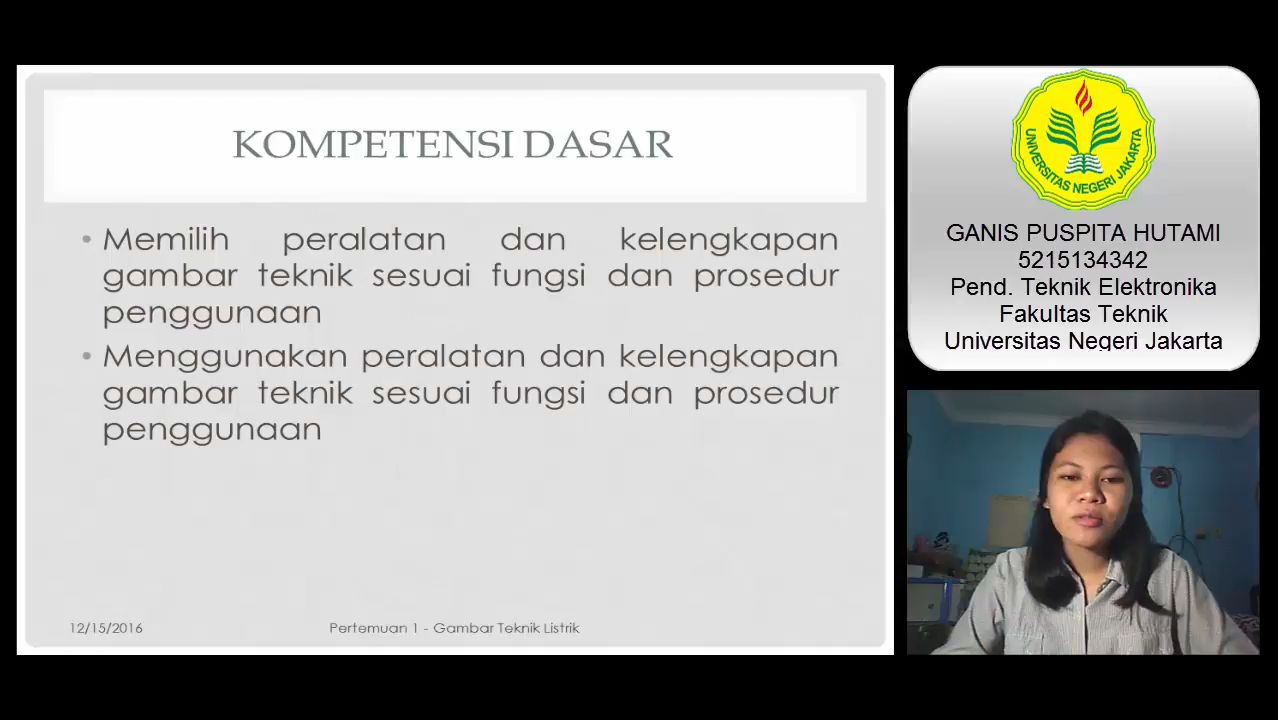 KOMPETENSI DASAR
• Memilih peralatan dan kelengkapan
gambar teknik sesuai fungsi dan prosedur
penggunaan
• Menggunakan peralatan dan kelengkapan
gambar teknik sesuai fungsi dan prosedur
penggunaan
12/15/2016
Pertemuan 1 - Gambar Teknik Listrik
UNIVERSITAS NEGERI JAKARTA
GANIS PUSPITA HUTAMI
5215134342
Pend. Teknik Elektronika
Fakultas Teknik
Universitas Negeri Jakarta